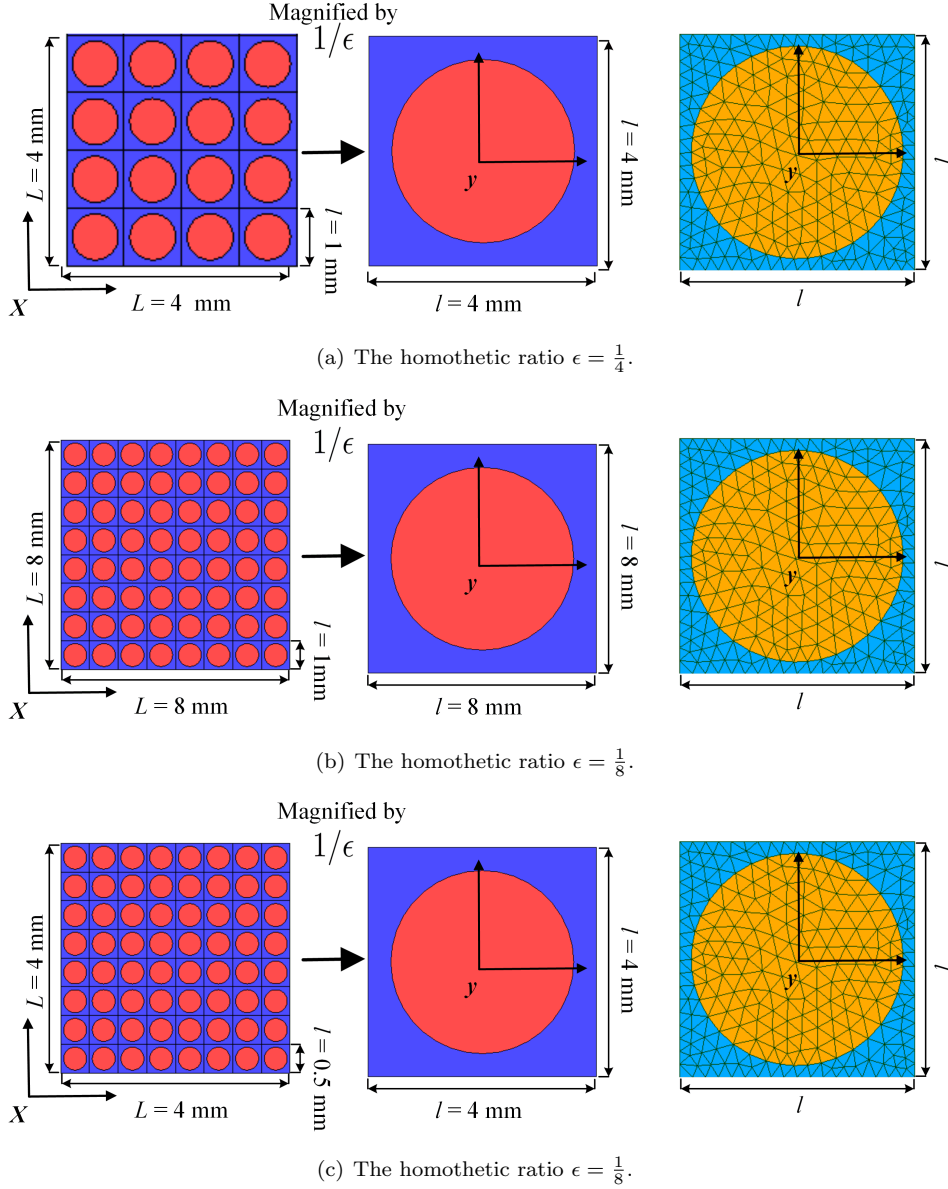 Magnified by
1/ϵ
L = 4 mm
l = 1 mm
X
L = 4 mm
y
l = 4 mm
l = 4 mm
y
l
l
(a) The homothetic ratio ϵ = 1/4.
Magnified by
1/ϵ
L = 8 mm
l = 1mm
X
L = 8 mm
y
l = 8 mm
l = 8 mm
y
l
l
(b) The homothetic ratio ϵ = 1/8.
Magnified by
1/ϵ
L = 4 mm
l = 0.5 mm
X
L = 4 mm
y
l = 4 mm
l = 4 mm
y
l
l
(c) The homothetic ratio ϵ = 1/8.